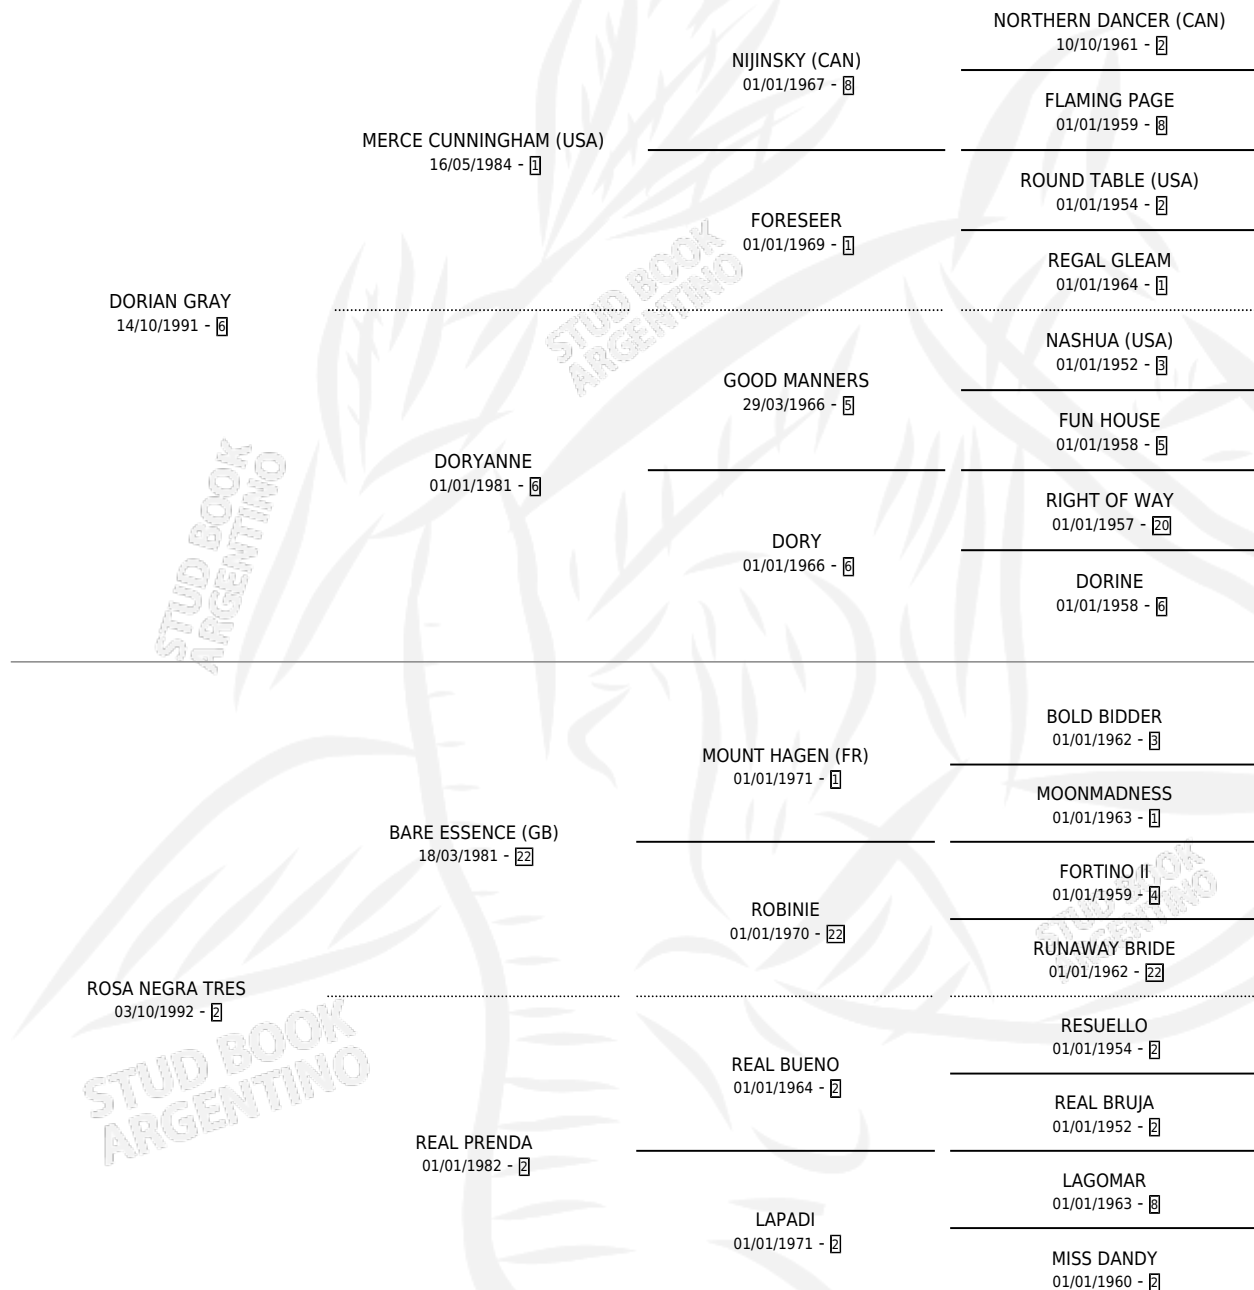 NORTHERN DANCER (CAN)
10/10/1961 - 2
NIJINSKY (CAN)
01/01/1967 - 8
FLAMING PAGE
01/01/1959 - 8
MERCE CUNNINGHAM (USA)
16/05/1984 - 1
ROUND TABLE (USA)
01/01/1954 - 2
FORESEER
01/01/1969 - 1
REGAL GLEAM
01/01/1964 - 1
DORIAN GRAY
14/10/1991 - 6
NASHUA (USA)
01/01/1952 - 3
GOOD MANNERS
29/03/1966 - 5
FUN HOUSE
01/01/1958 - 5
DORYANNE
01/01/1981 - 6
RIGHT OF WAY
01/01/1957 - 20
DORY
01/01/1966 - 6
DORINE
01/01/1958 - 6
BOLD BIDDER
01/01/1962 - 3
MOUNT HAGEN (FR)
01/01/1971 - 1
MOONMADNESS
01/01/1963 - 1
BARE ESSENCE (GB)
18/03/1981 - 22
FORTINO II
01/01/1959 - 4
ROBINIE
01/01/1970 - 22
RUNAWAY BRIDE
01/01/1962 - 22
ROSA NEGRA TRES
03/10/1992 - 2
RESUELLO
01/01/1954 - 2
REAL BUENO
01/01/1964 - 2
REAL BRUJA
01/01/1952 - 2
REAL PRENDA
01/01/1982 - 2
LAGOMAR
01/01/1963 - 8
LAPADI
01/01/1971 - 2
MISS DANDY
01/01/1960 - 2
STUD BOOK
ARGENTINO
STUD BOOK
ARGENTINO
STUD BOOK
ARGENTINO
STUD BOOK
ARGENTINO